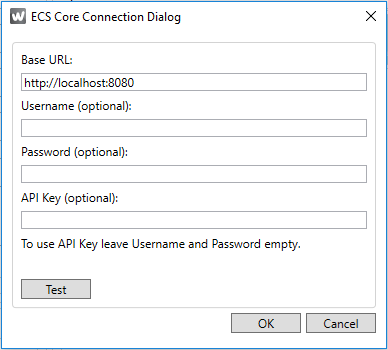 ECS Core Connection Dialog
Base URL:
http://localhost:8080
Username (optional):
Password (optional):
API Key (optional):
To use API Key leave Username and Password empty.
Test
OK
Cancel